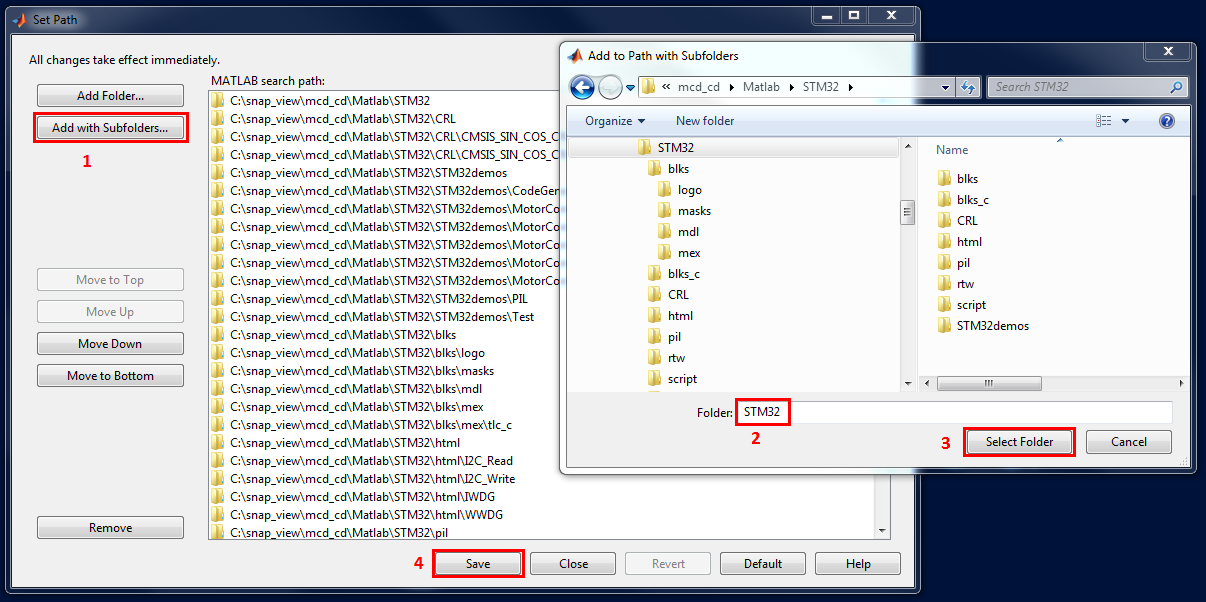 Set Path
All changes take effect immediately.
MATLAB search path:
Add Folder...
Add with Subfolders...
1
Move to Top
Move Up
Move Down
Move to Bottom
Remove
C:\snap_view\mcd_cd\Matlab\STM32
C:\snap_view\mcd_cd\Matlab\STM32\CRL
C:\snap_view\mcd_cd\Matlab\STM32\CRL\CMSIS_SIN_COS_C
C:\snap_view\mcd_cd\Matlab\STM32\CRL\CMSIS_SIN_COS_C
C:\snap_view\mcd_cd\Matlab\STM32\STM32demos
C:\snap_view\mcd_cd\Matlab\STM32\STM32demos\CodeGen
C:\snap_view\mcd_cd\Matlab\STM32\STM32demos\MotorCo
C:\snap_view\mcd_cd\Matlab\STM32\STM32demos\MotorCo
C:\snap_view\mcd_cd\Matlab\STM32\STM32demos\MotorCo
C:\snap_view\mcd_cd\Matlab\STM32\STM32demos\MotorCo
C:\snap_view\mcd_cd\Matlab\STM32\STM32demos\MotorCo
C:\snap_view\mcd_cd\Matlab\STM32\STM32demos\PIL
C:\snap_view\mcd_cd\Matlab\STM32\STM32demos\Test
C:\snap_view\mcd_cd\Matlab\STM32\blks
C:\snap_view\mcd_cd\Matlab\STM32\blks\logo
C:\snap_view\mcd_cd\Matlab\STM32\blks\masks
C:\snap_view\mcd_cd\Matlab\STM32\blks\mdl
C:\snap_view\mcd_cd\Matlab\STM32\blks\mex
C:\snap_view\mcd_cd\Matlab\STM32\blks\mex\tlc_c
C:\snap_view\mcd_cd\Matlab\STM32\html
C:\snap_view\mcd_cd\Matlab\STM32\html\I2C_Read
C:\snap_view\mcd_cd\Matlab\STM32\html\I2C_Write
C:\snap_view\mcd_cd\Matlab\STM32\html\IWDG
C:\snap_view\mcd_cd\Matlab\STM32\html\WWDG
C:\snap_view\mcd_cd\Matlab\STM32\pil
4 Save Close Revert Default Help
Add to Path with Subfolders
« mcd_cd Matlab STM32
Search STM32
Organize New folder
STM32
blks
logo
masks
mdl
mex
blks_c
CRL
html
pil
rtw
script
Name
blks
blks_c
CRL
html
pil
rtw
script
STM32demos
Folder: STM32
2
3 Select Folder Cancel